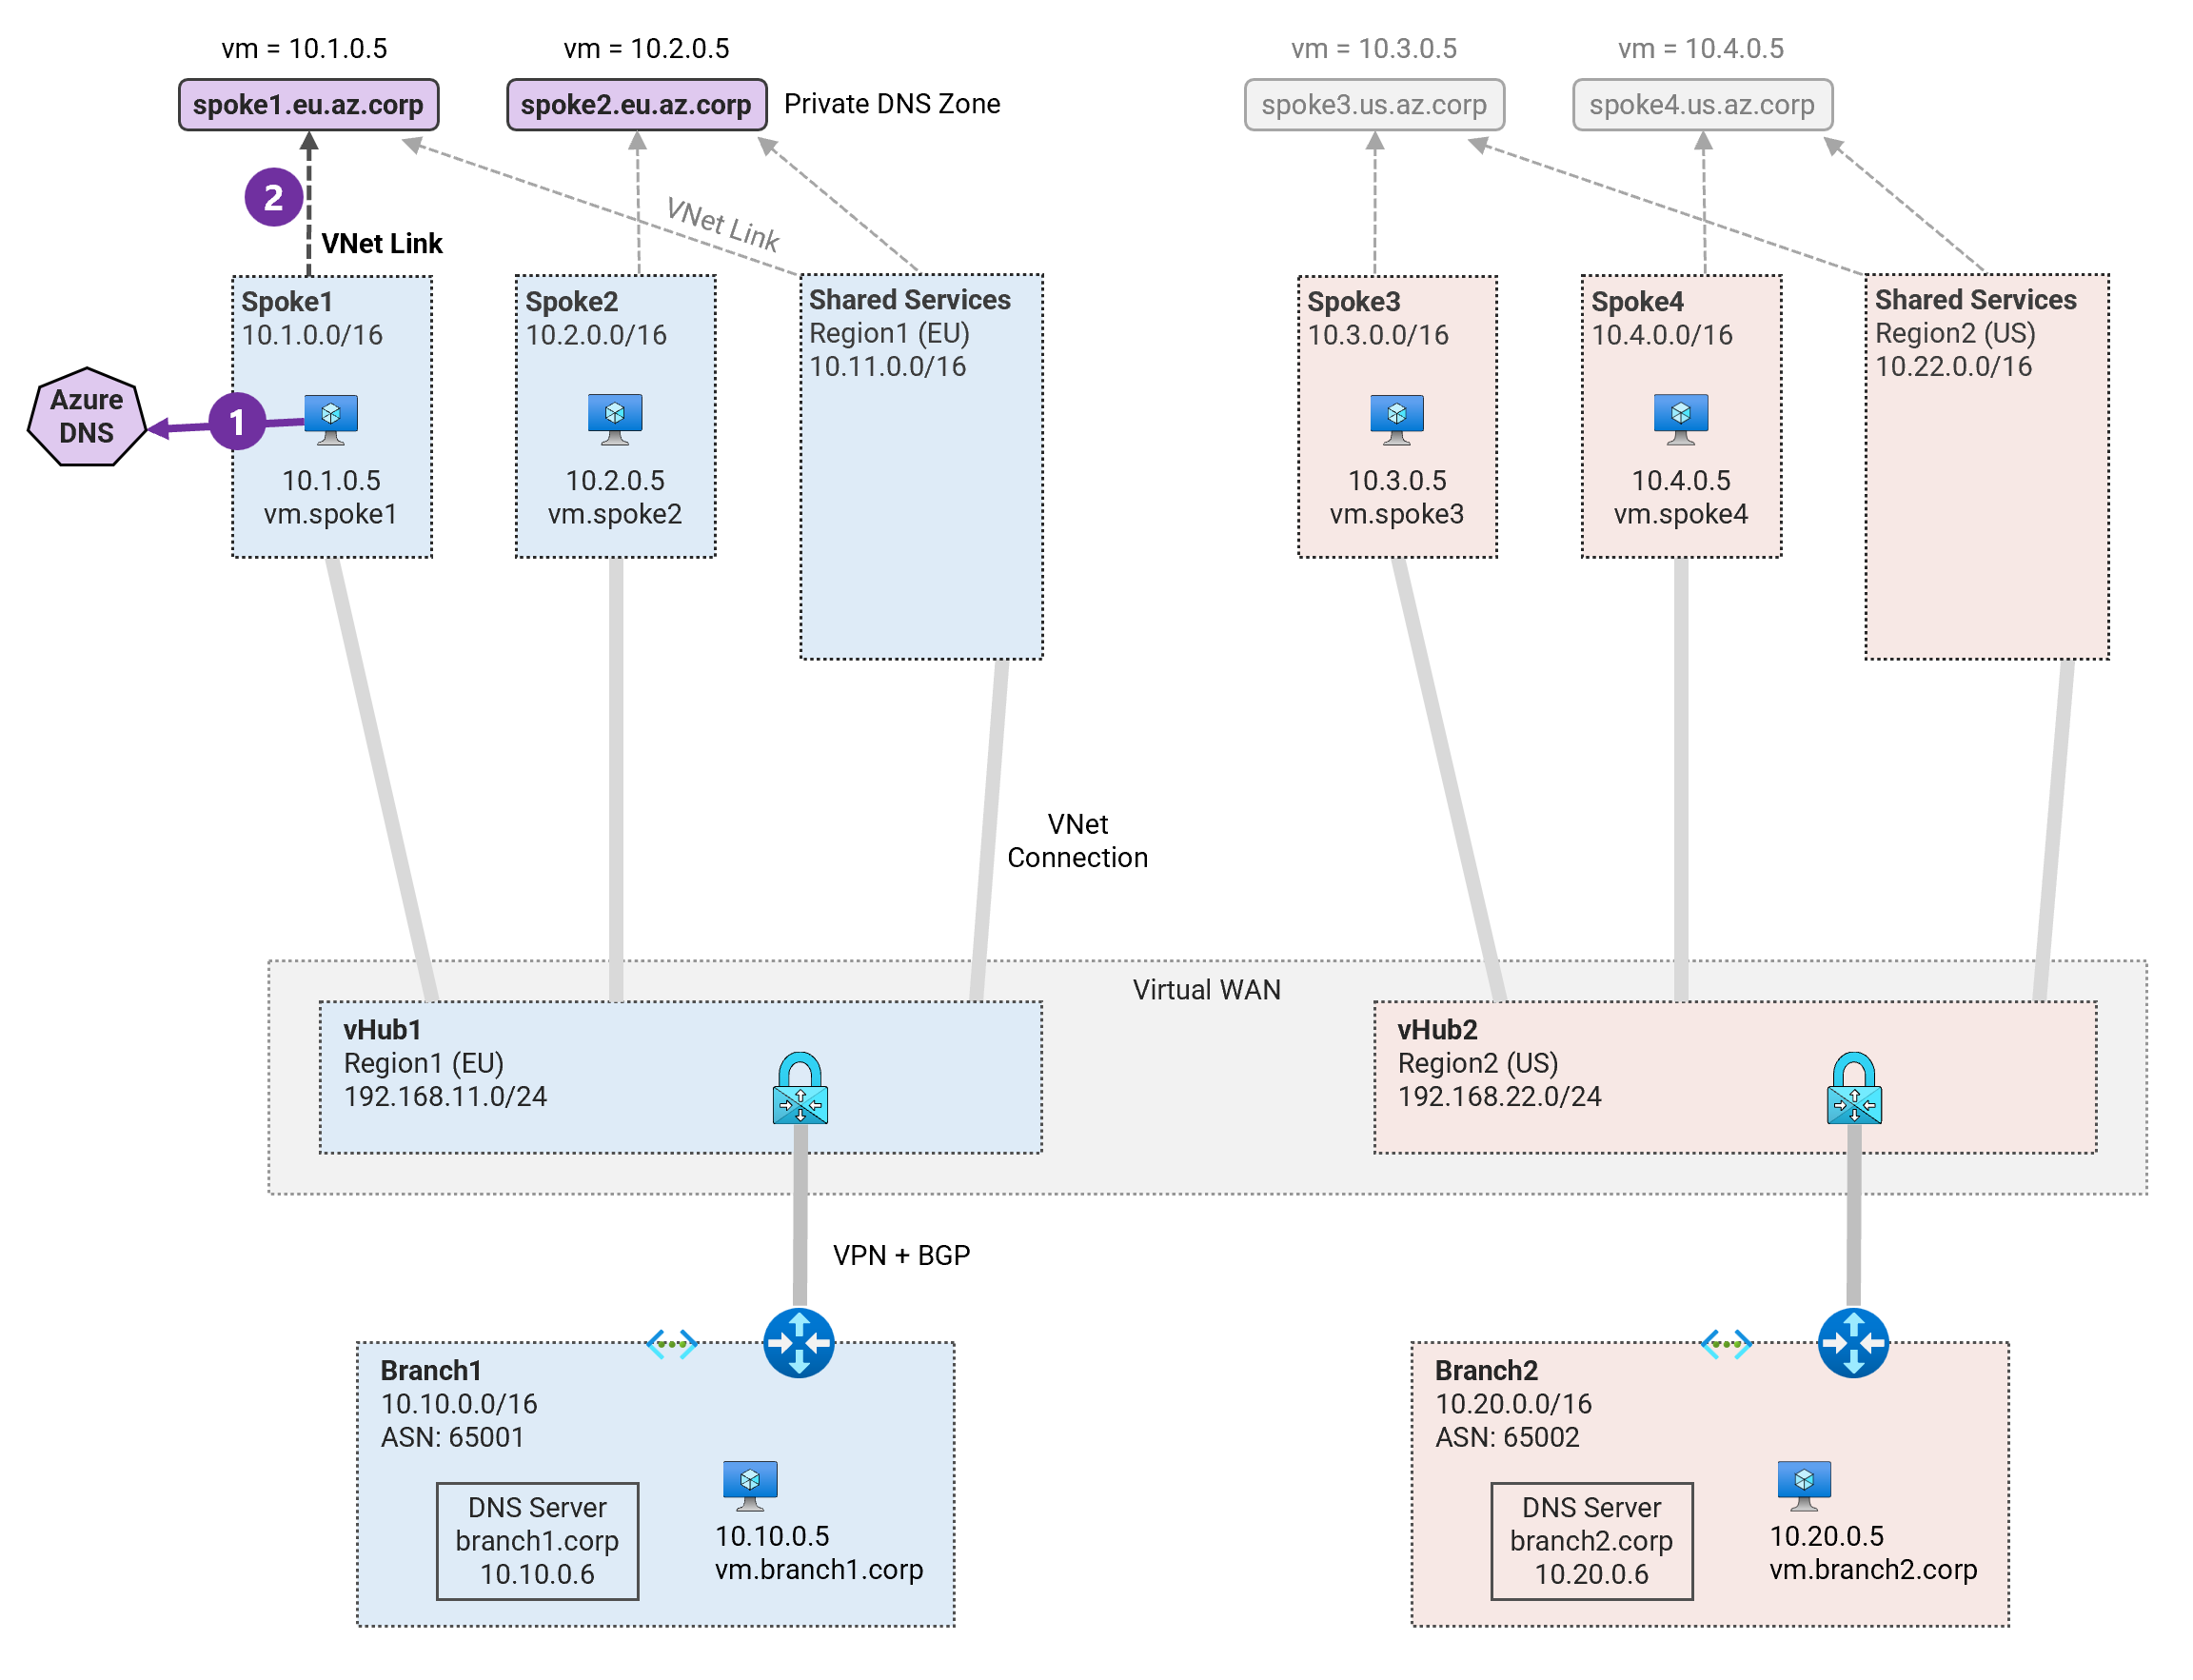 vm = 10.1.0.5
vm = 10.2.0.5
vm = 10.3.0.5
vm = 10.4.0.5
spoke1.eu.az.corp
spoke2.eu.az.corp
Private DNS Zone
spoke3.us.az.corp
spoke4.us.az.corp
2
VNet Link
VNet Link
Spoke1
10.1.0.0/16
Spoke2
10.2.0.0/16
Shared Services
Region1 (EU)
10.11.0.0/16
Spoke3
10.3.0.0/16
Spoke4
10.4.0.0/16
Shared Services
Region2 (US)
10.22.0.0/16
Azure
DNS
1
10.1.0.5
vm.spoke1
10.2.0.5
vm.spoke2
10.3.0.5
vm.spoke3
10.4.0.5
vm.spoke4
VNet
Connection
Virtual WAN
vHub1
Region1 (EU)
192.168.11.0/24
vHub2
Region2 (US)
192.168.22.0/24
VPN + BGP
Branch1
10.10.0.0/16
ASN: 65001
DNS Server
branch1.corp
10.10.0.6
10.10.0.5
vm.branch1.corp
Branch2
10.20.0.0/16
ASN: 65002
DNS Server
branch2.corp
10.20.0.6
10.20.0.5
vm.branch2.corp